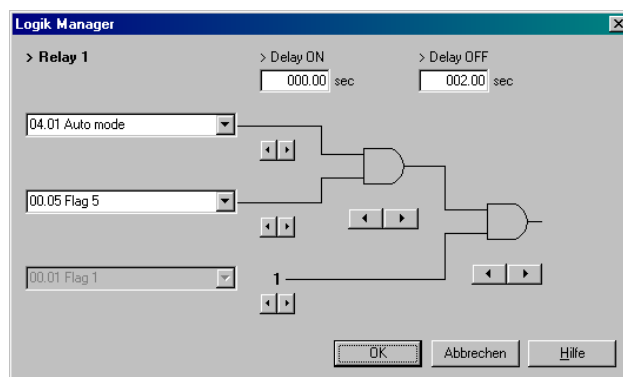 Logik Manager
> Relay 1
> Delay ON
> Delay OFF
000.00 sec
002.00 sec
04.01 Auto mode
00.05 Flag 5
00.01 Flag 1
1
OK
Abbrechen
Hilfe